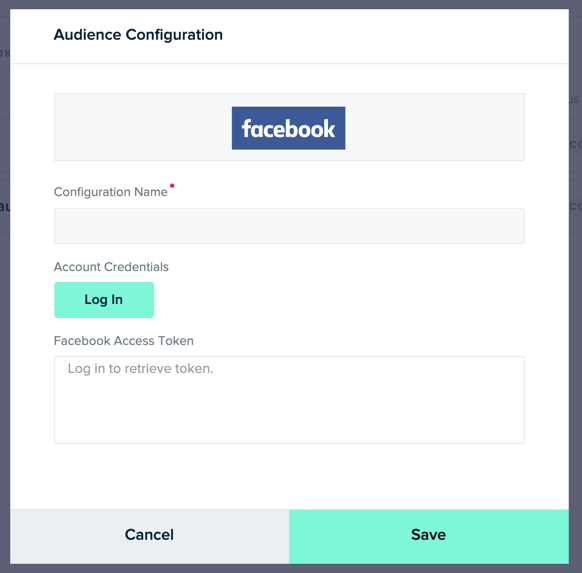 Audience Configuration
facebook
Configuration Name
Account Credentials
Log In
Facebook Access Token
Log in to retrieve token.
Cancel
Save